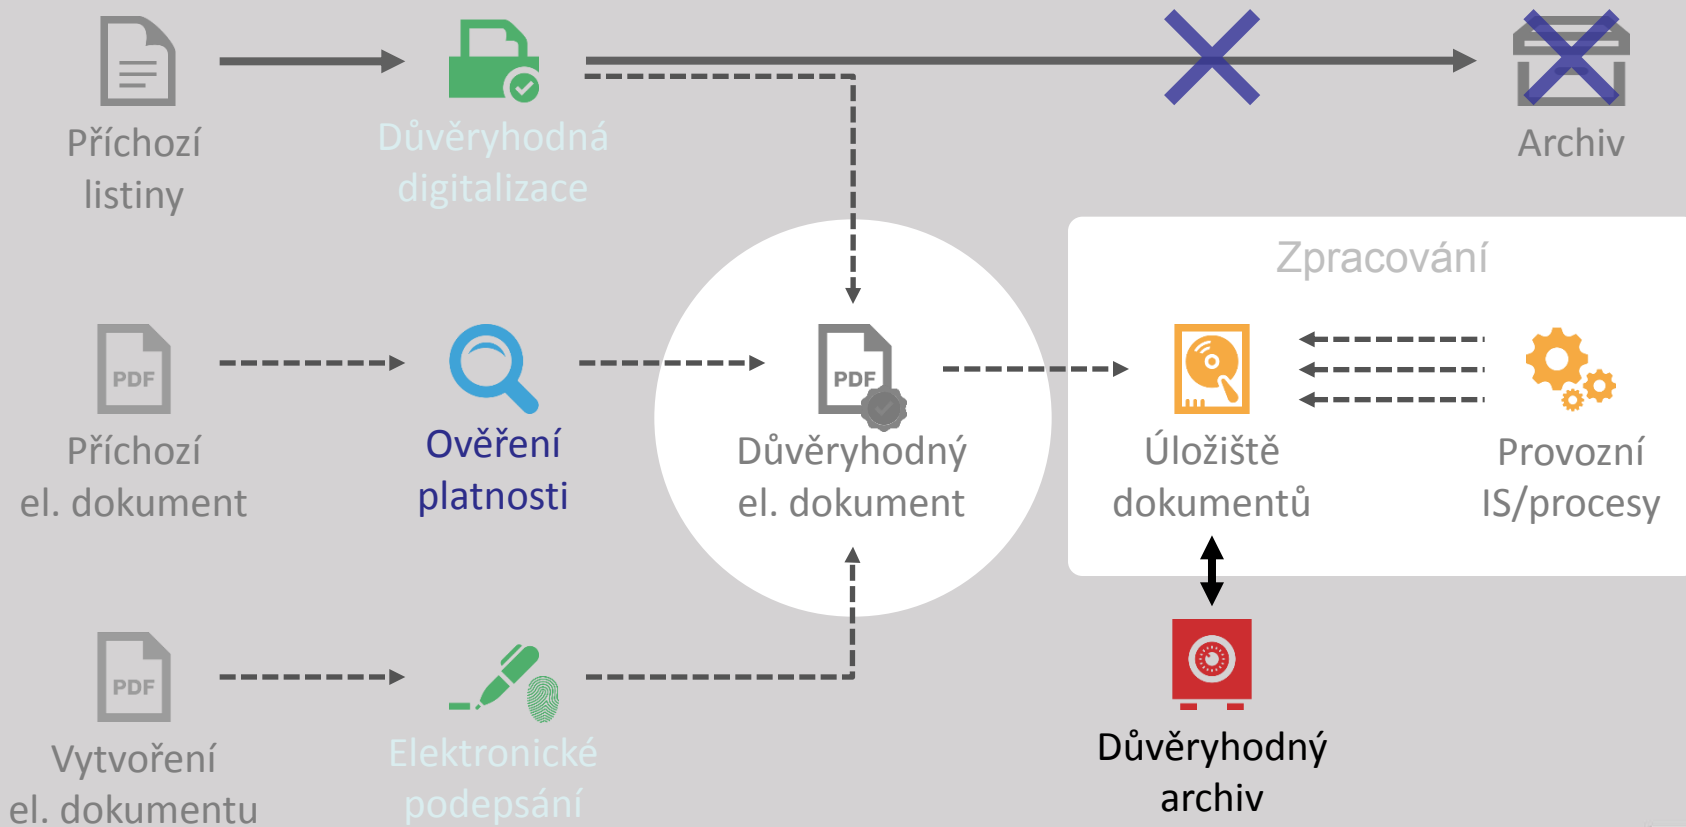 Příchozí
listiny
Důvěryhodná
digitalizace
Archiv
Zpracování
PDF
Příchozí
el. dokument
Ověření
platnosti
PDF
Důvěryhodný
el. dokument
Úložiště
dokumentů
Provozní
IS/procesy
PDF
Vytvoření
el. dokumentu
Elektronické
podepsání
Důvěryhodný
archiv